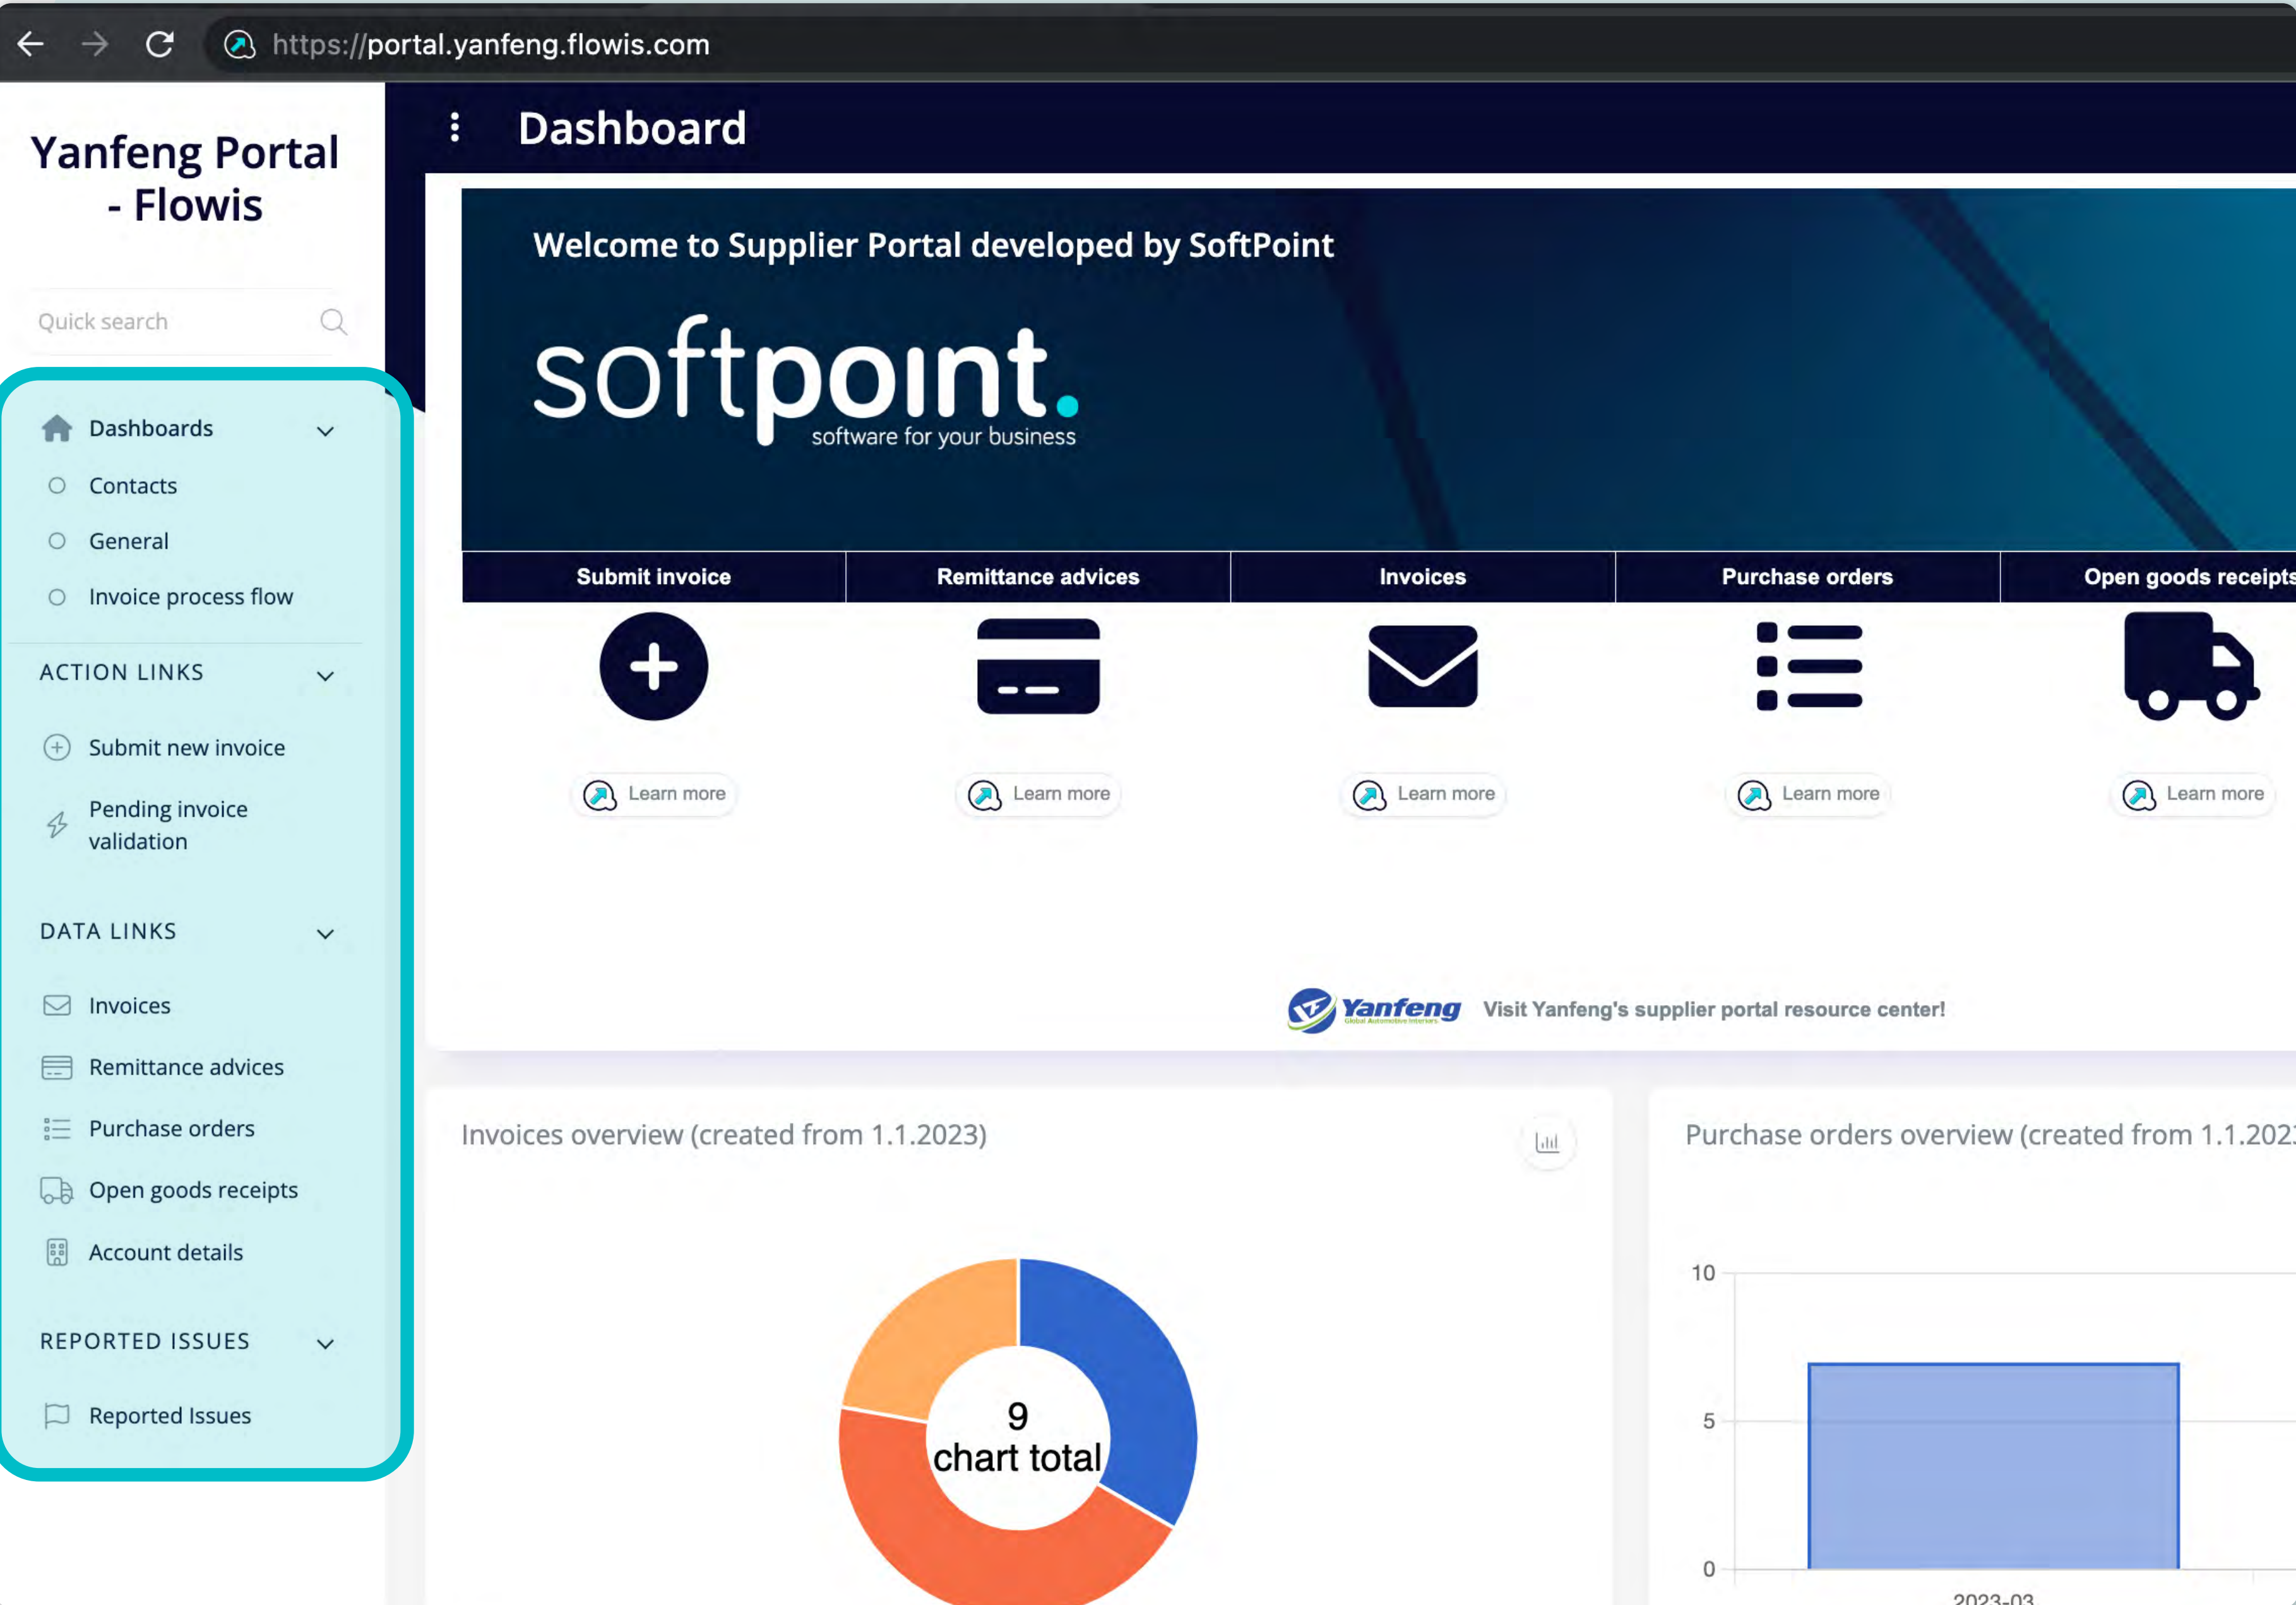 https://portal.yanfeng.flowis.com
Yanfeng Portal
- Flowis
Quick search
Dashboards
Contacts
General
Invoice process flow
ACTION LINKS
Submit new invoice
Pending invoice
validation
DATA LINKS
Invoices
Remittance advices
Purchase orders
Open goods receipts
Account details
REPORTED ISSUES
Reported Issues
Dashboard
Welcome to Supplier Portal developed by SoftPoint
softpoint.
software for your business
Submit invoice Remittance advices Invoices Purchase orders Open goods receipts
Learn more Learn more Learn more Learn more Learn more
Yanfeng Visit Yanfeng's supplier portal resource center!
Global Automotive Interiors
Invoices overview (created from 1.1.2023)
9
chart total
Purchase orders overview (created from 1.1.202
10
5
0
2023-03